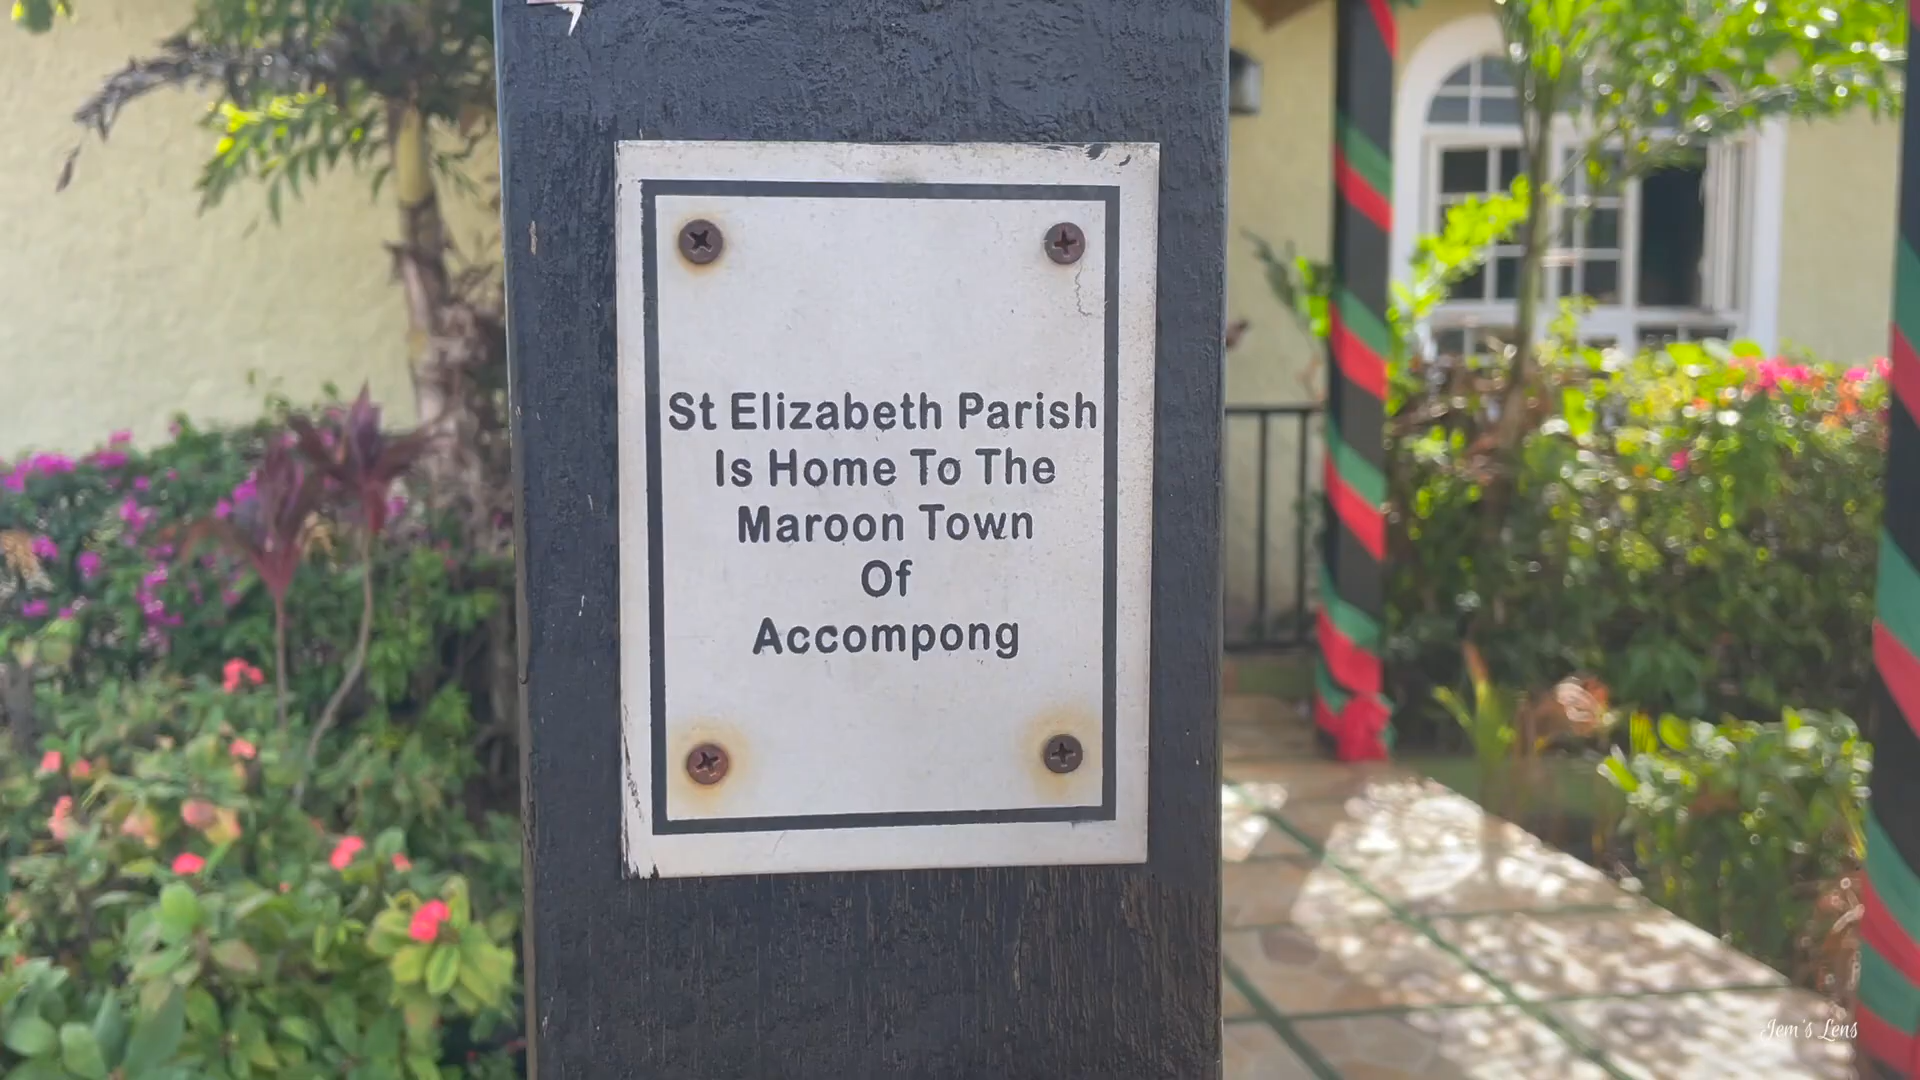 St Elizabeth Parish
Is Home To The
Maroon Town
Of
Accompong
Jem's Lens